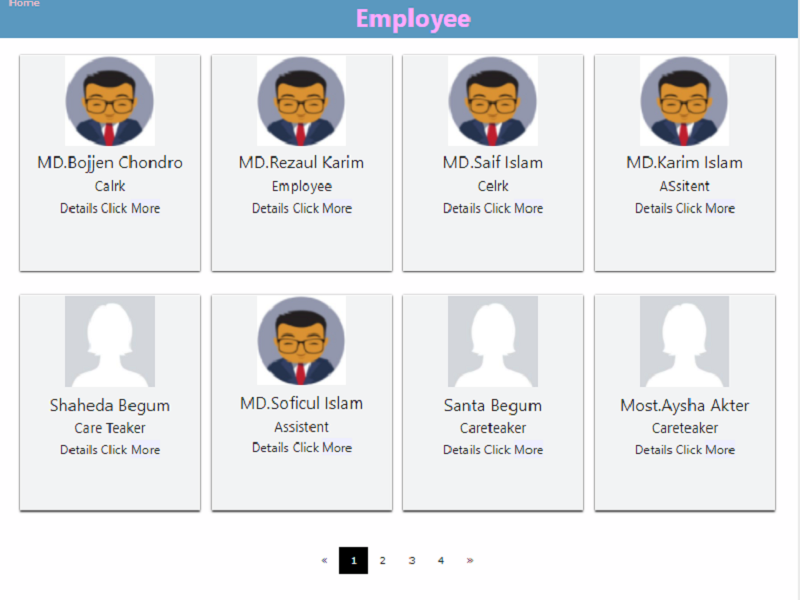 Home
Employee
MD.Bojjen Chondro
Calrk
Details Click More
MD.Rezaul Karim
Employee
Details Click More
MD.Saif Islam
Celrk
Details Click More
MD.Karim Islam
ASsitent
Details Click More
Shaheda Begum
Care Teaker
Details Click More
MD.Soficul Islam
Assistent
Details Click More
Santa Begum
Careteaker
Details Click More
Most.Aysha Akter
Careteaker
Details Click More
« 1 2 3 4 »